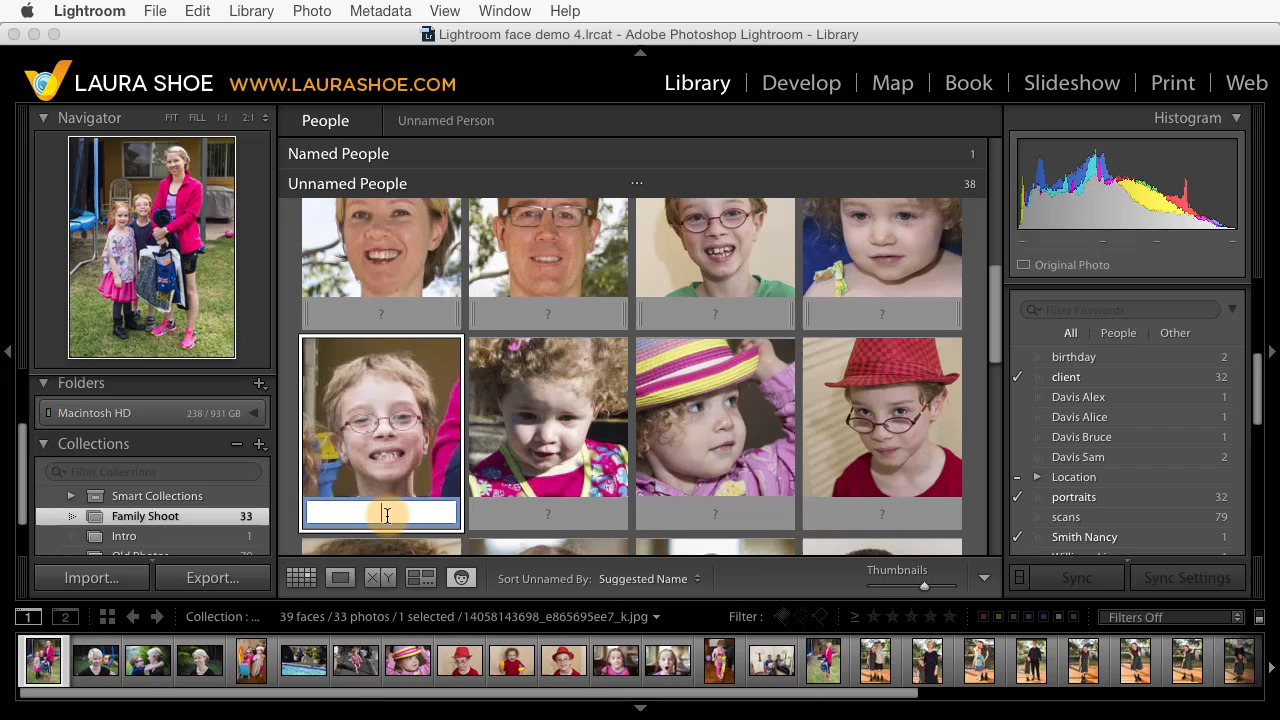 Lightroom File Edit Library Photo Metadata View Window Help
Lightroom face demo 4.lrcat - Adobe Photoshop Lightroom - Library
LAURA SHOE WWW.LAURASHOE.COM
Library | Develop | Map | Book | Slideshow | Print | Web
Navigator FIT FILL 1:1 2:1
People Unnamed Person
Histogram
Named People 1
Unnamed People ... 38
Original Photo
Filter Keywords
? ? ? ?
All People Other
birthday 2
client 32
Folders
Davis Alex 1
Macintosh HD 238 / 931 GB
Davis Alice 1
Davis Bruce 1
Collections
Davis Sam 2
Filter Collections
Location
Smart Collections
portraits 32
Family Shoot 33
scans 79
? ? ?
Intro 1
Smith Nancy 1
Import... Export...
Sort Unnamed By: Suggested Name
Thumbnails
Sync Sync Settings
1 2 Collection : ... 39 faces / 33 photos / 1 selected / 14058143698_e865695ee7_k.jpg
Filter : ≥ Filters Off